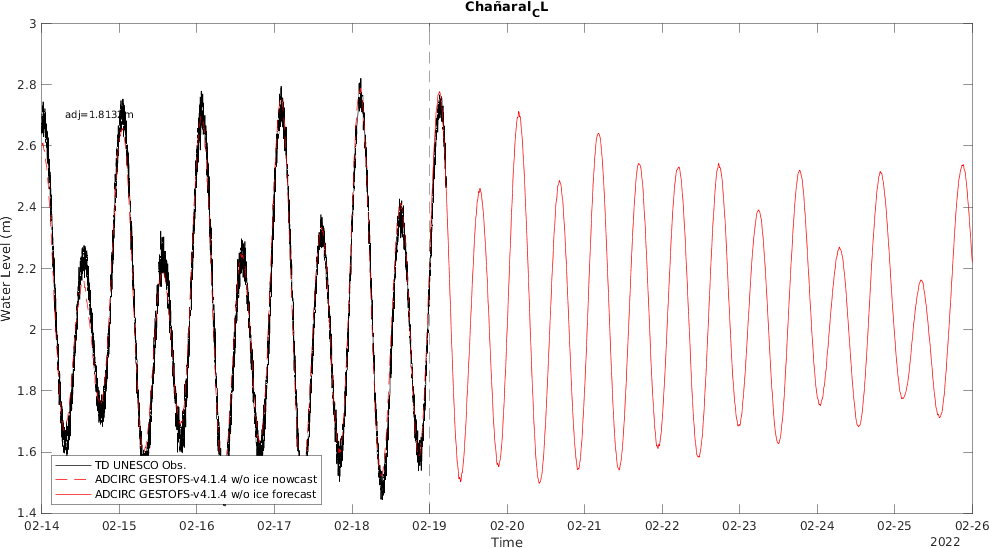 Chañaral_CL
3
2.8
adj=1.8132m
2.6
2.4
2.2
2
1.8
1.6
1.4
Water Level (m)
TD UNESCO Obs.
ADCIRC GESTOFS-v4.1.4 w/o ice nowcast
ADCIRC GESTOFS-v4.1.4 w/o ice forecast
02-14 02-15 02-16 02-17 02-18 02-19 02-20 02-21 02-22 02-23 02-24 02-25 02-26
Time
2022